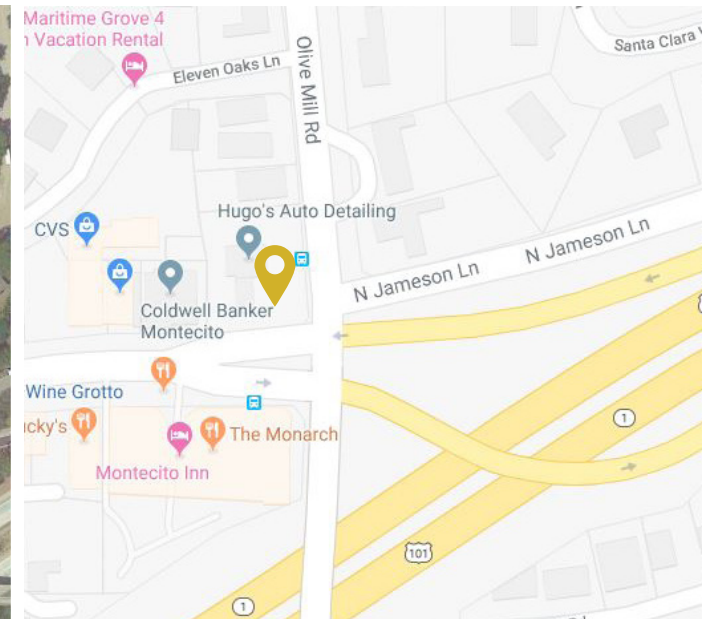 Maritime Grove 4
Vacation Rental
Eleven Oaks Ln
Olive Mill Rd
Santa Clara
CVS
Hugo's Auto Detailing
N Jameson Ln
N Jameson Ln
Coldwell Banker
Montecito
Wine Grotto
cky's
The Monarch
Montecito Inn
1
101
1